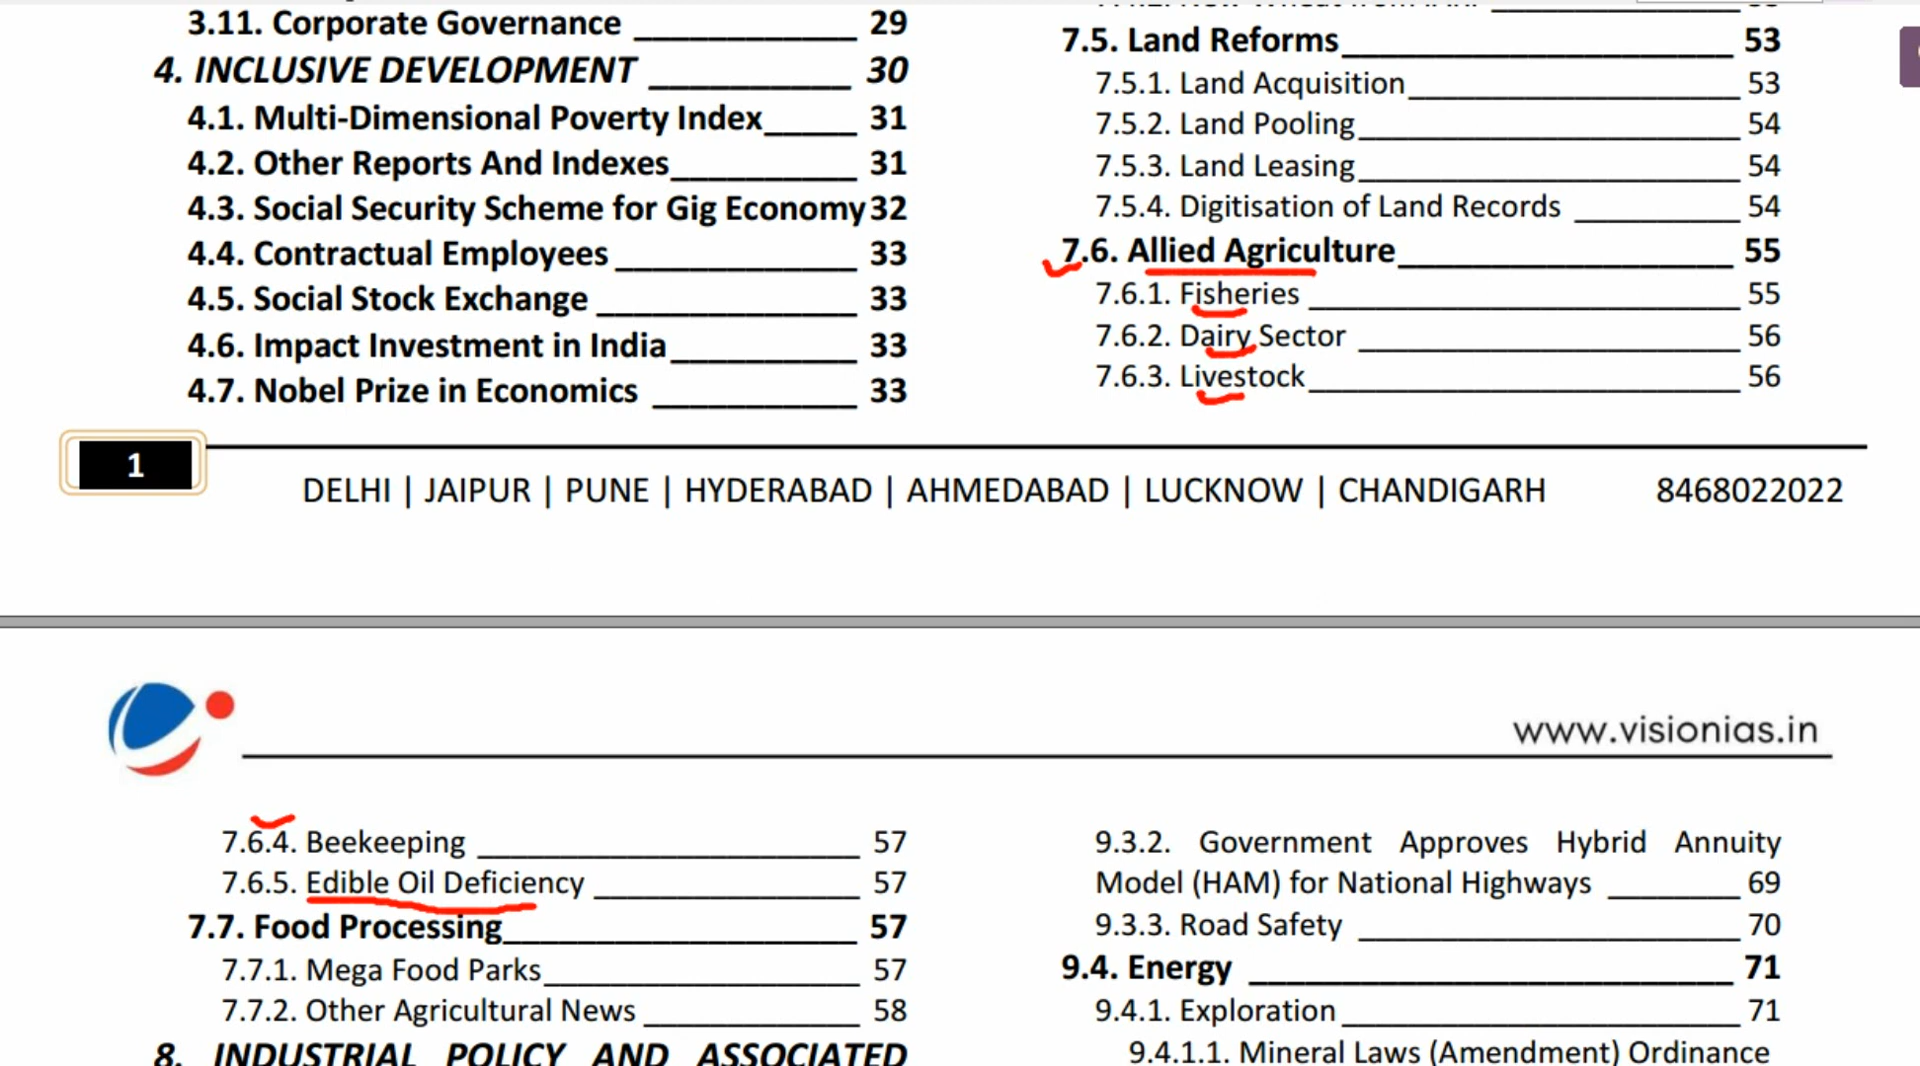 3.11. Corporate Governance 29
4. INCLUSIVE DEVELOPMENT 30
4.1. Multi-Dimensional Poverty Index 31
4.2. Other Reports And Indexes 31
4.3. Social Security Scheme for Gig Economy 32
4.4. Contractual Employees 33
4.5. Social Stock Exchange 33
4.6. Impact Investment in India 33
4.7. Nobel Prize in Economics 33
7.5. Land Reforms 53
7.5.1. Land Acquisition 53
7.5.2. Land Pooling 54
7.5.3. Land Leasing 54
7.5.4. Digitisation of Land Records 54
7.6. Allied Agriculture 55
7.6.1. Fisheries 55
7.6.2. Dairy Sector 56
7.6.3. Livestock 56
1
DELHI | JAIPUR | PUNE | HYDERABAD | AHMEDABAD | LUCKNOW | CHANDIGARH 8468022022
www.visionias.in
7.6.4. Beekeeping 57
7.6.5. Edible Oil Deficiency 57
7.7. Food Processing 57
7.7.1. Mega Food Parks 57
7.7.2. Other Agricultural News 58
8. INDUSTRIAL POLICY AND ASSOCIATED
9.3.2. Government Approves Hybrid Annuity
Model (HAM) for National Highways 69
9.3.3. Road Safety 70
9.4. Energy 71
9.4.1. Exploration 71
9.4.1.1. Mineral Laws (Amendment) Ordinance